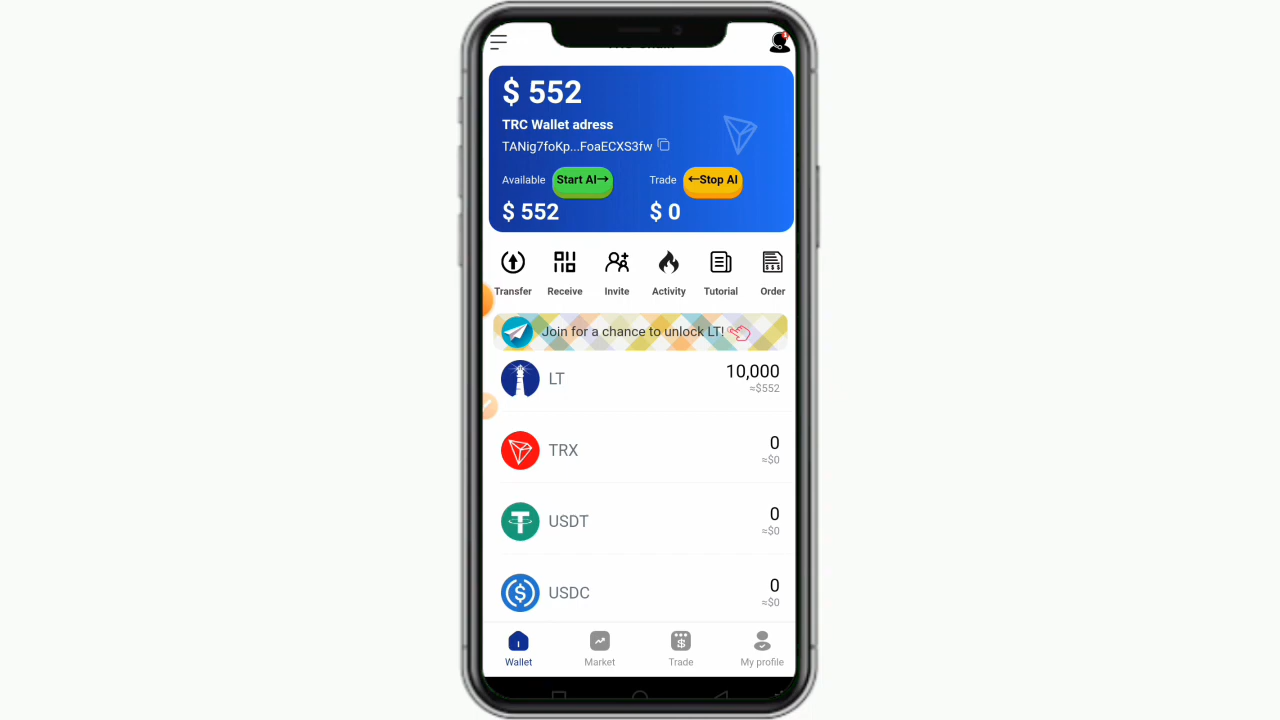 $ 552
TRC Wallet adress
TANig7foKp...FoaECXS3fw
Available Start AI→ Trade ←Stop AI
$ 552 $ 0
Transfer Receive Invite Activity Tutorial Order
Join for a chance to unlock LT!
LT 10,000
≈$552
TRX 0
≈$0
USDT 0
≈$0
USDC 0
≈$0
Wallet Market Trade My profile